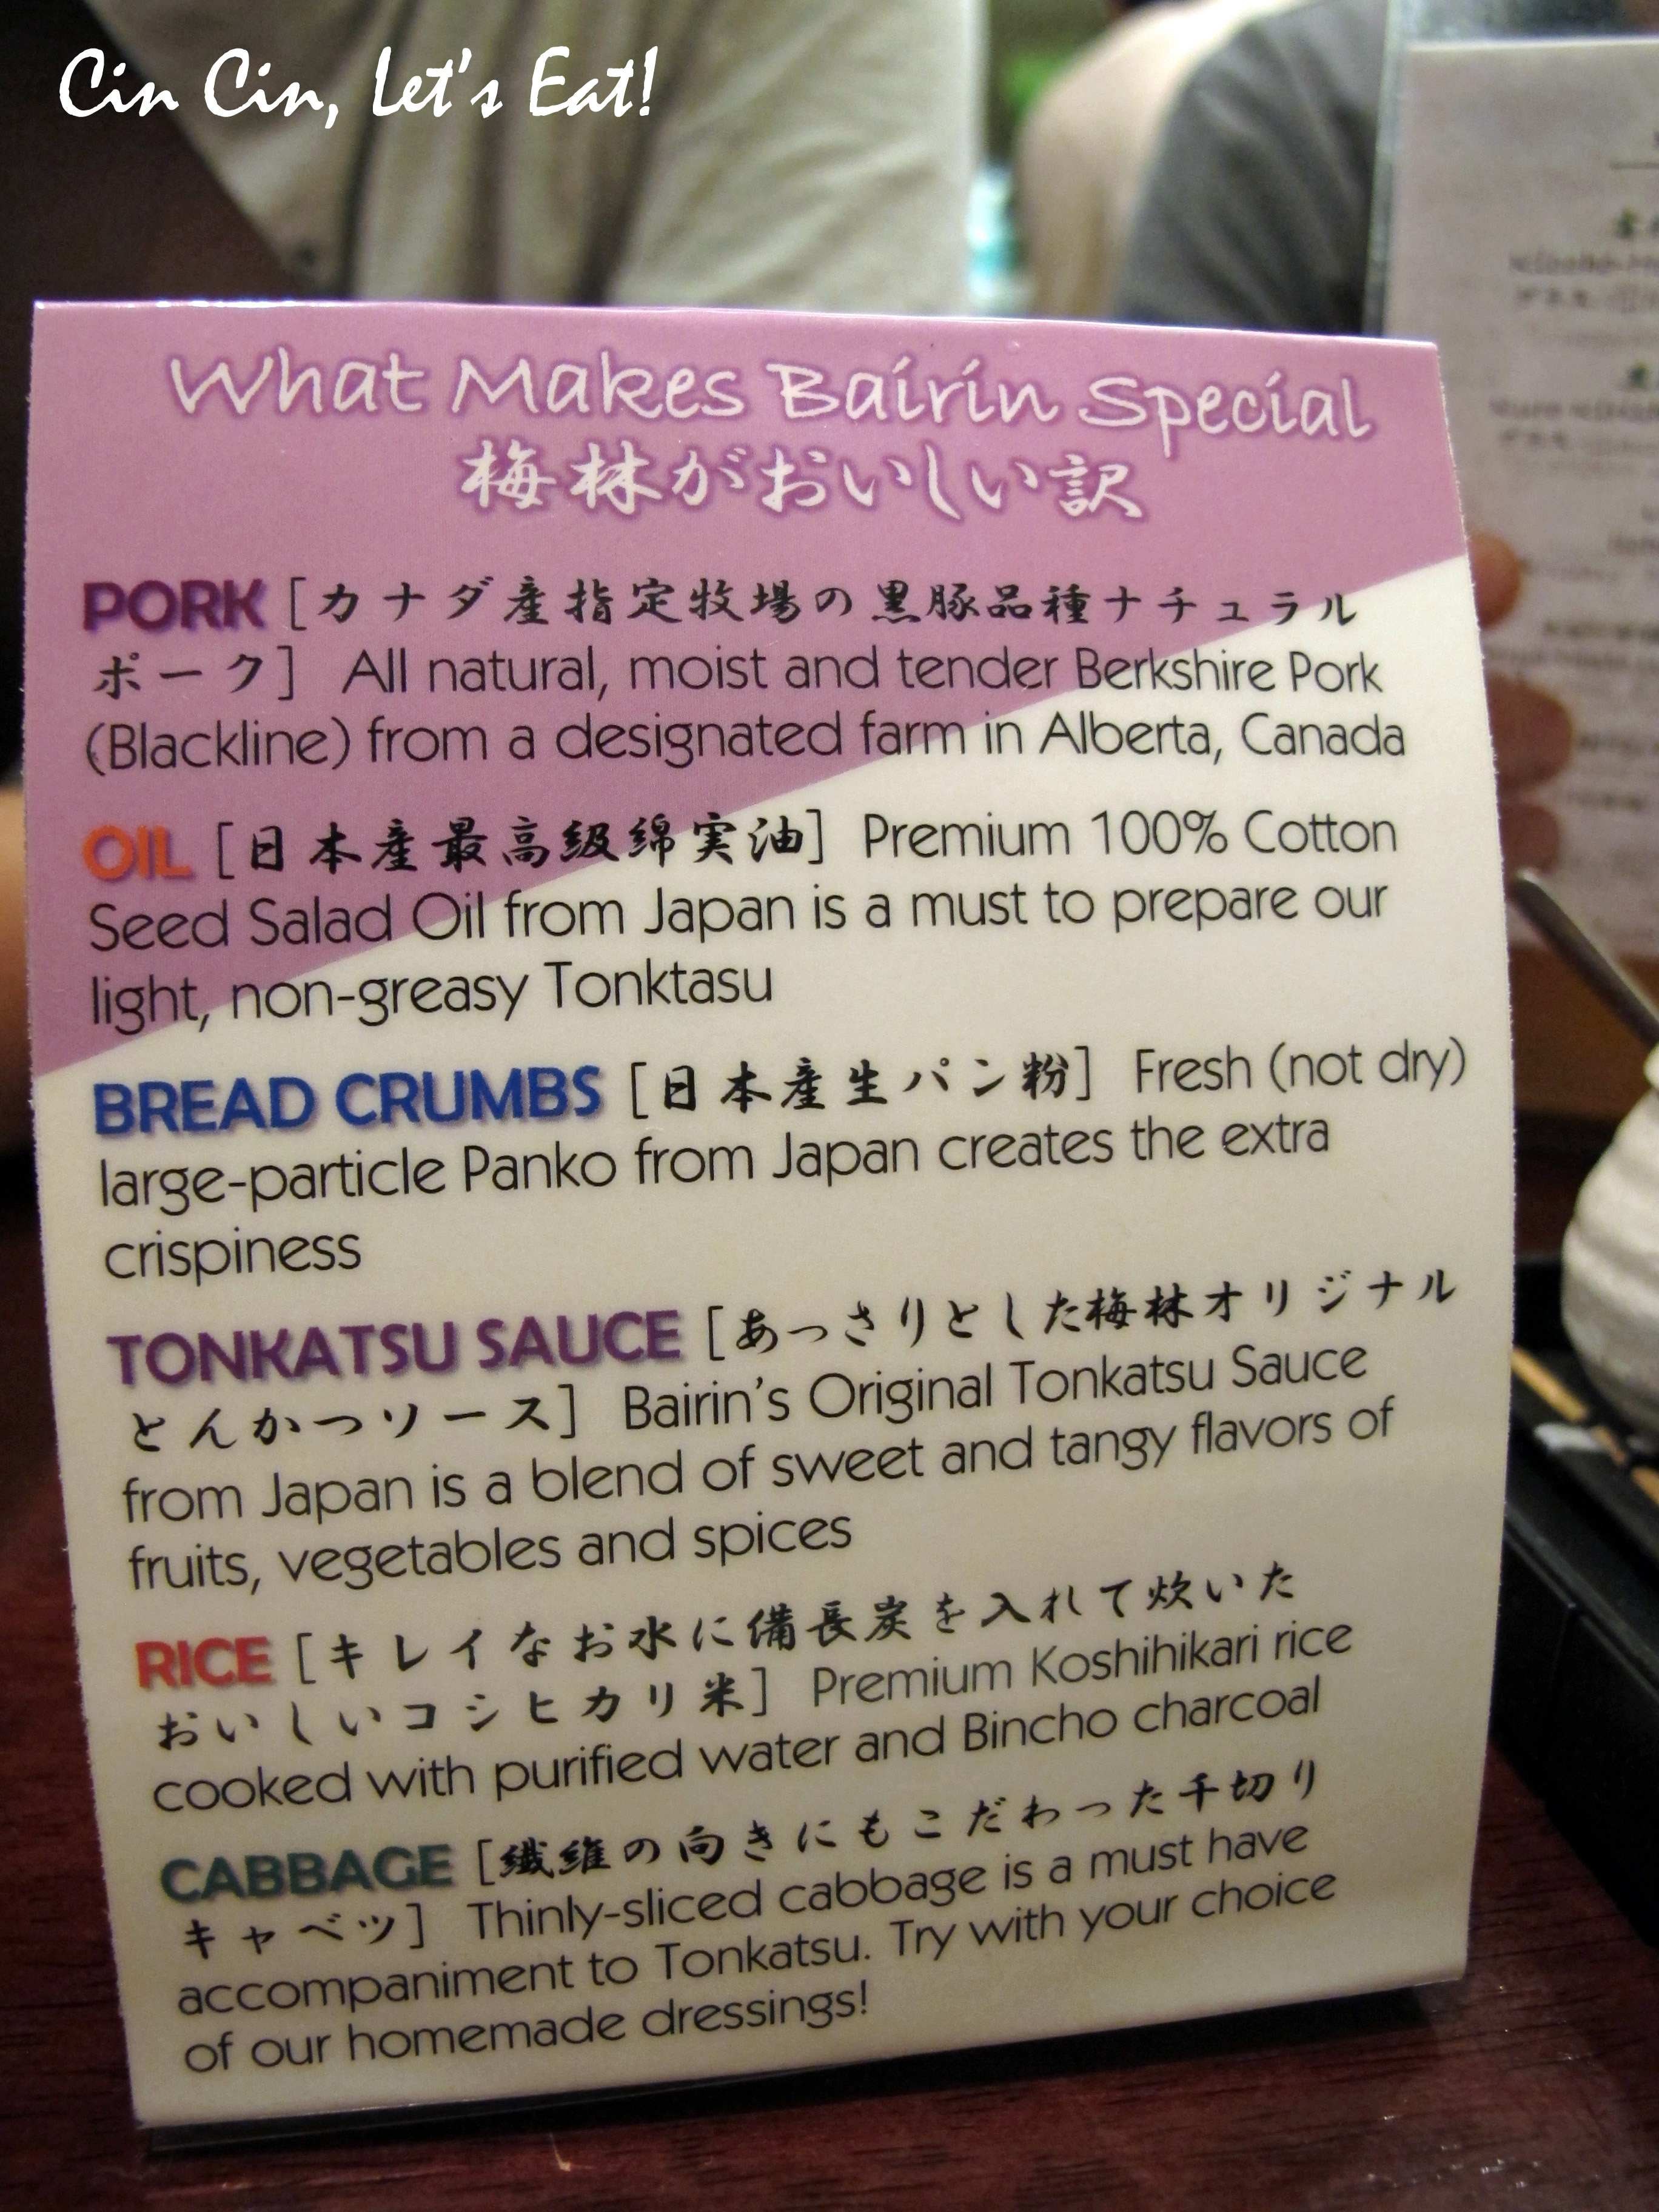 Cin Cin, Let's Eat!
What Makes Bairin Special
梅林がおいしい訳
PORK [カナダ産指定牧場の黒豚品種ナチュラル
ポーク] All natural, moist and tender Berkshire Pork
(Blackline) from a designated farm in Alberta, Canada
OIL [日本産最高級綿実油] Premium 100% Cotton
Seed Salad Oil from Japan is a must to prepare our
light, non-greasy Tonktasu
BREAD CRUMBS [日本産生パン粉] Fresh (not dry)
large-particle Panko from Japan creates the extra
crispiness
TONKATSU SAUCE [あっさりとした梅林オリジナル
とんかつソース] Bairin's Original Tonkatsu Sauce
from Japan is a blend of sweet and tangy flavors of
fruits, vegetables and spices
RICE [キレイなお水に備長炭を入れて炊いた
おいしいコシヒカリ米] Premium Koshihikari rice
cooked with purified water and Bincho charcoal
CABBAGE [繊維の向きにもこだわった千切り
キャベツ] Thinly-sliced cabbage is a must have
accompaniment to Tonkatsu. Try with your choice
of our homemade dressings!